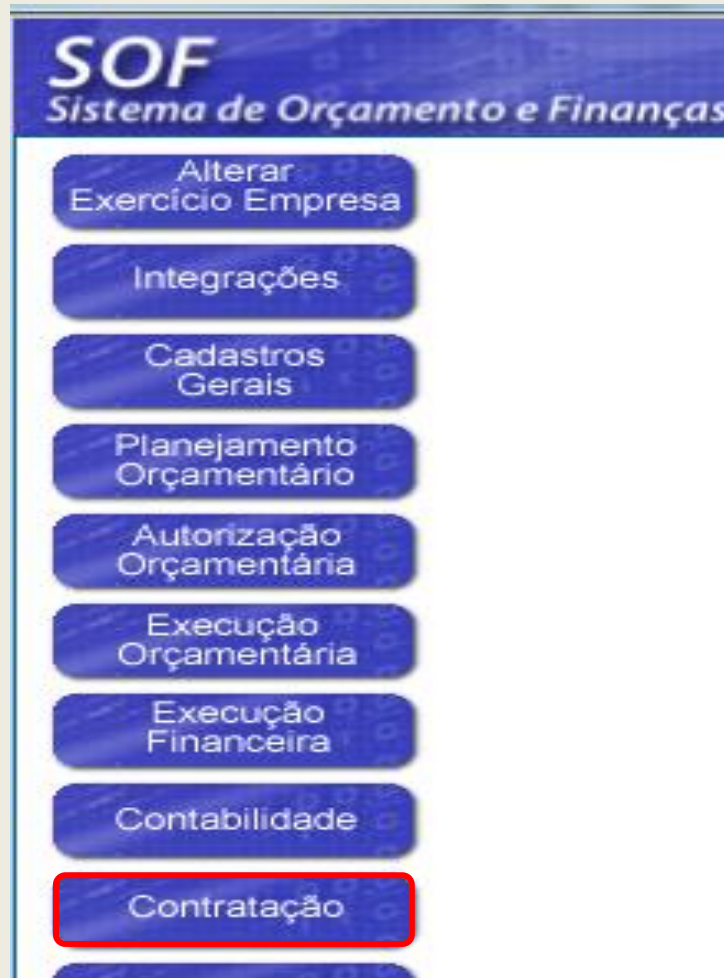 SOF
Sistema de Orçamento e Finanças
Alterar
Exercício Empresa
Integrações
Cadastros
Gerais
Planejamento
Orçamentário
Autorização
Orçamentária
Execução
Orçamentária
Execução
Financeira
Contabilidade
Contratação